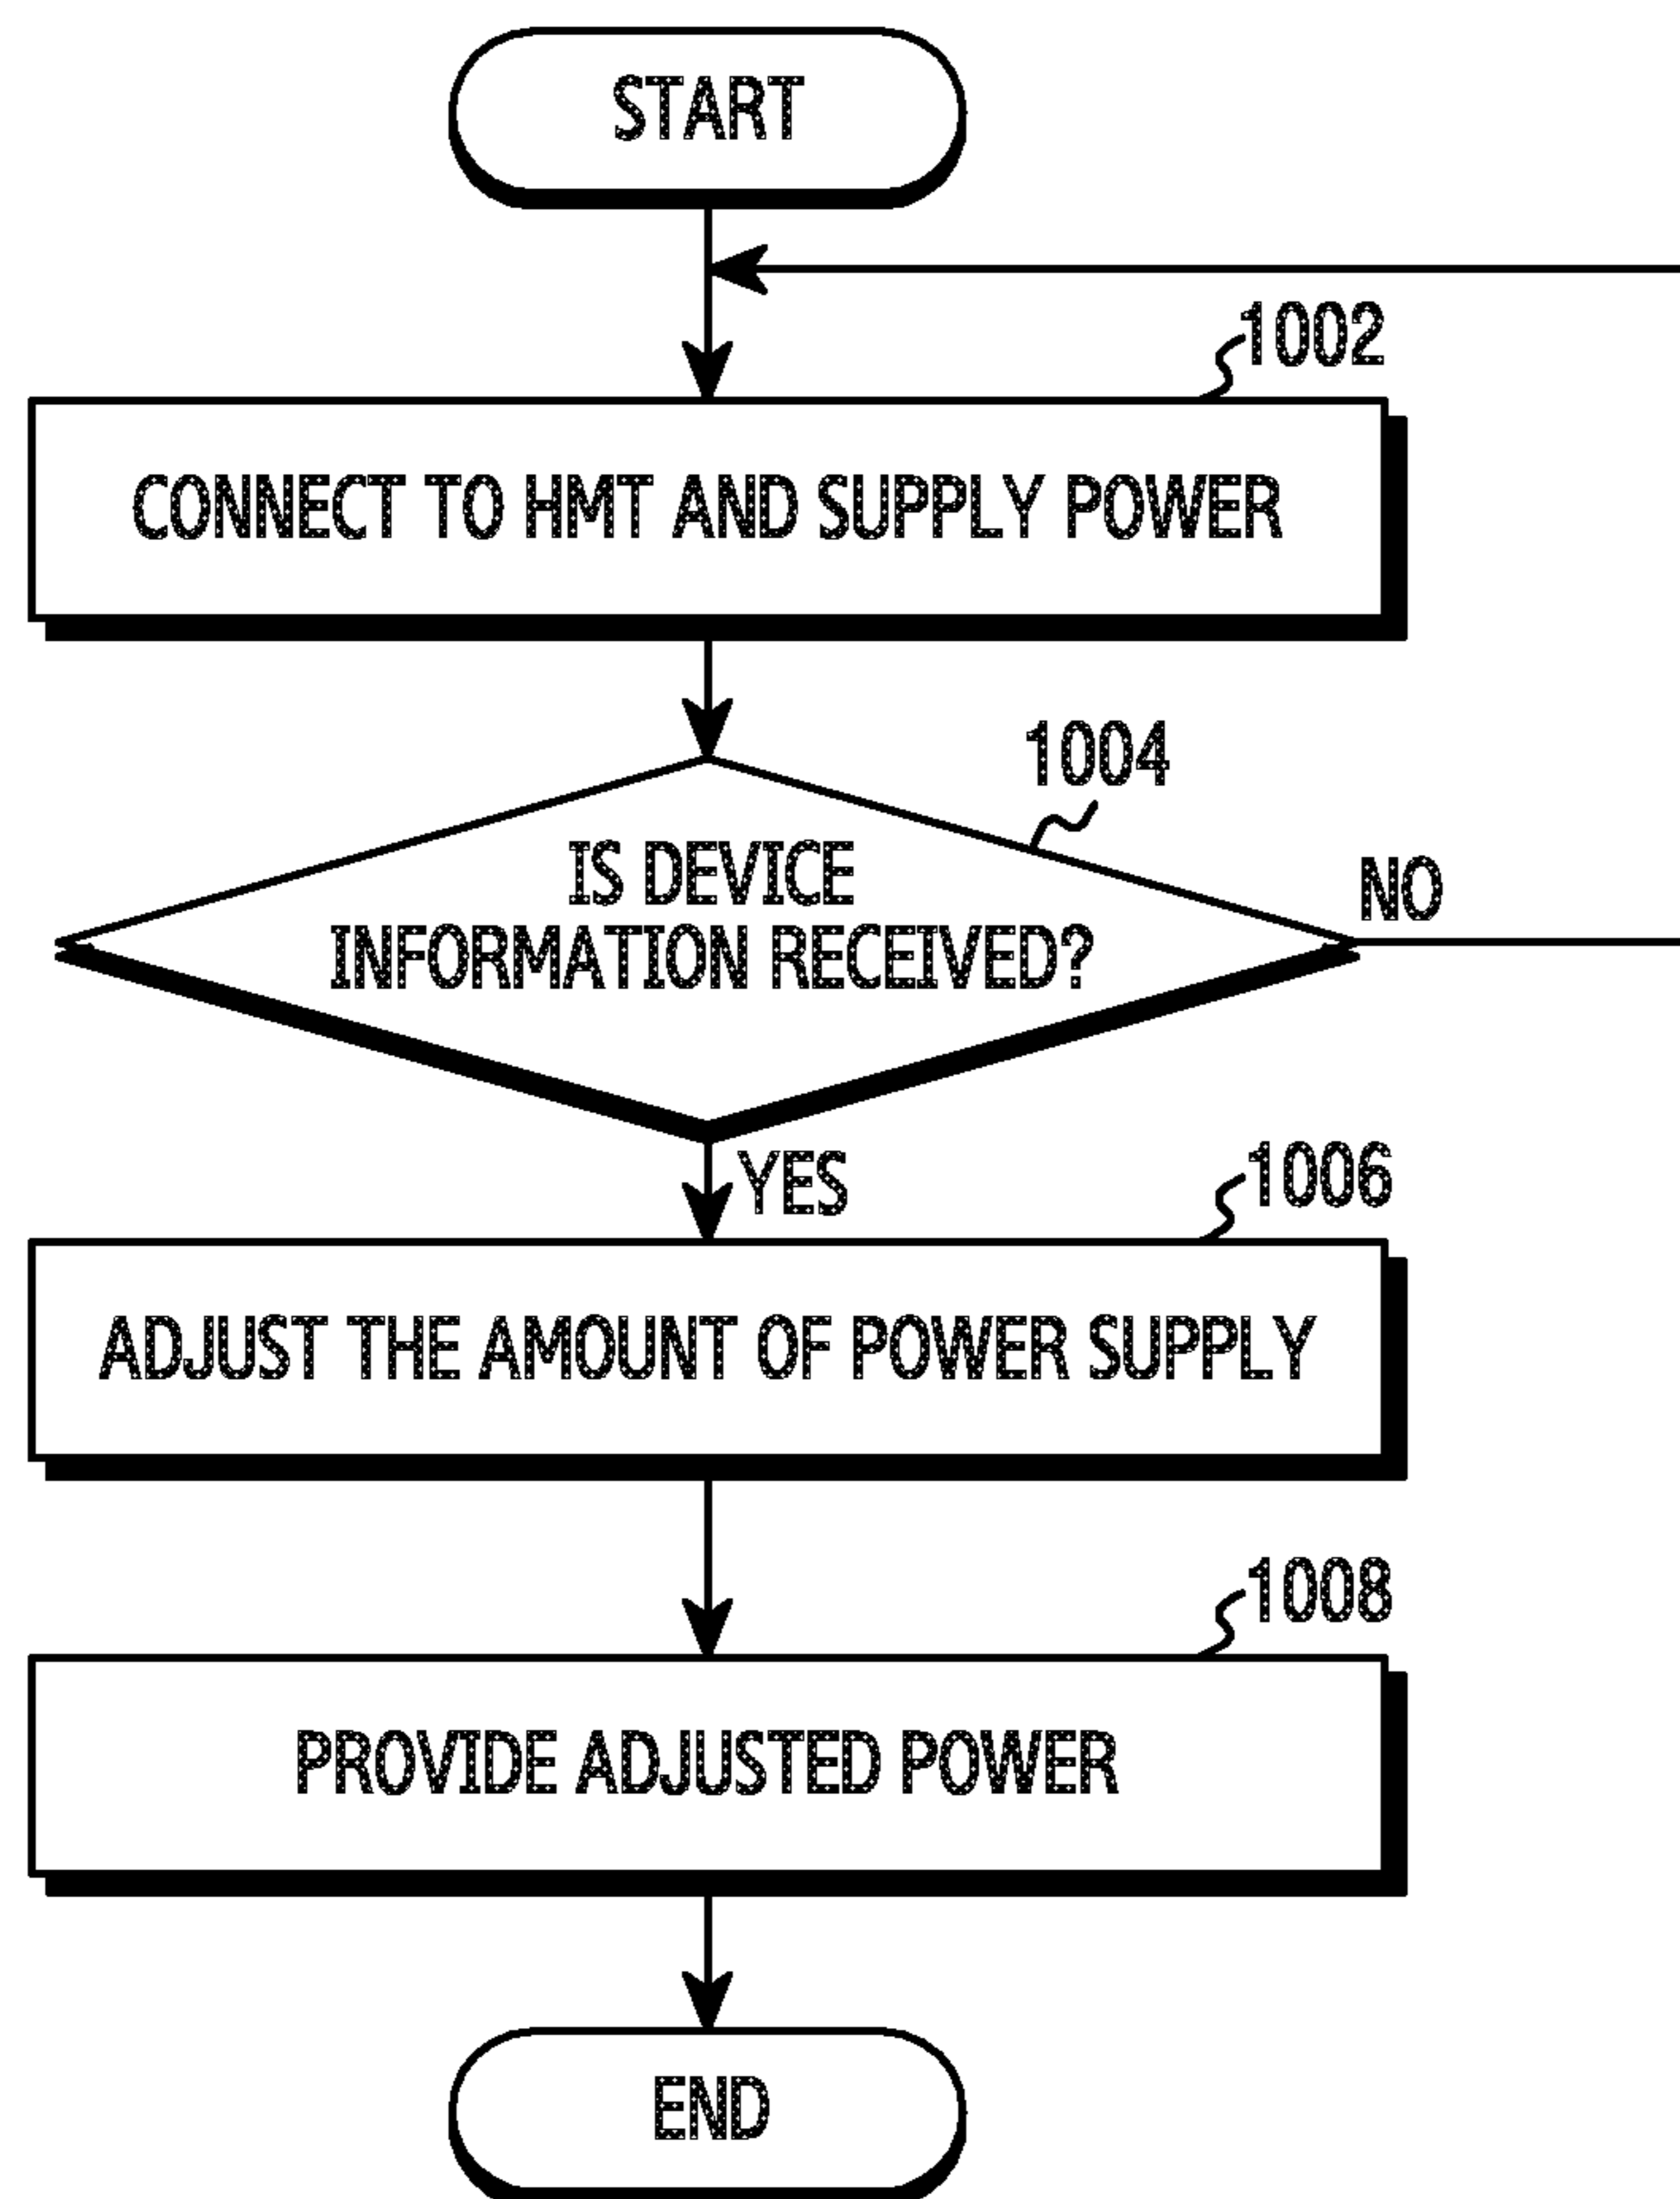 START
1002
CONNECT TO HMT AND SUPPLY POWER
1004
IS DEVICE
INFORMATION RECEIVED?
NO
YES
1006
ADJUST THE AMOUNT OF POWER SUPPLY
1008
PROVIDE ADJUSTED POWER
END